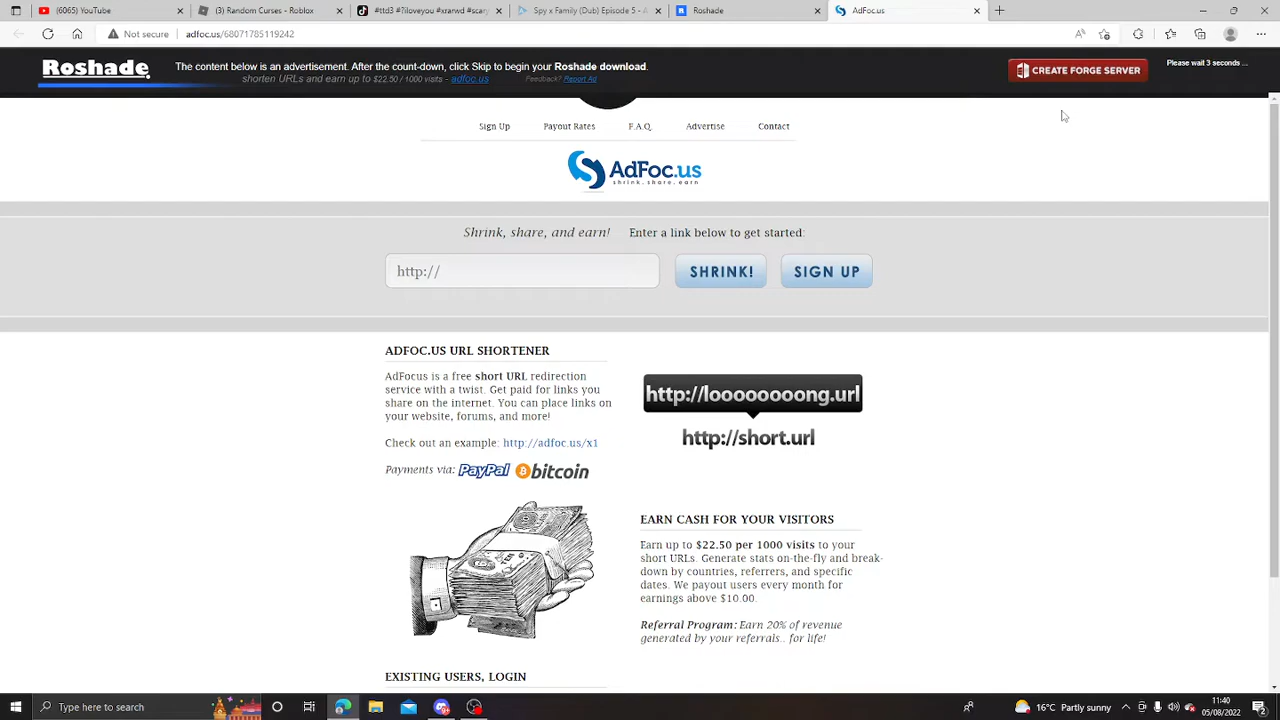 (6065) YouTube
(3) Random Curses - Roblox
#ttd3 #?iloveyou #xarwd #scary
Spy x Family (Dub) Episode 5 - A
Roshade
AdFoc.us
Not secure
adfoc.us/68071785119242
Roshade
The content below is an advertisement. After the count-down, click Skip to begin your Roshade download.
shorten URLs and earn up to $22.50 / 1000 visits - adfoc.us
Feedback? Report Ad
CREATE FORGE SERVER
Please wait 3 seconds ...
Sign Up
Payout Rates
F.A.Q.
Advertise
Contact
AdFoc.us
shrink.share.earn
Shrink, share, and earn! Enter a link below to get started:
http://
SHRINK!
SIGN UP
ADFOC.US URL SHORTENER
AdFocus is a free short URL redirection
service with a twist. Get paid for links you
share on the internet. You can place links on
your website, forums, and more!
Check out an example: http://adfoc.us/x1
Payments via: PayPal bitcoin
http://loooooooong.url
http://short.url
EARN CASH FOR YOUR VISITORS
Earn up to $22.50 per 1000 visits to your
short URLs. Generate stats on-the-fly and break-
down by countries, referrers, and specific
dates. We payout users every month for
earnings above $10.00.
Referral Program: Earn 20% of revenue
generated by your referrals.. for life!
EXISTING USERS, LOGIN
Type here to search
16°C Partly sunny
11:40
05/08/2022
2